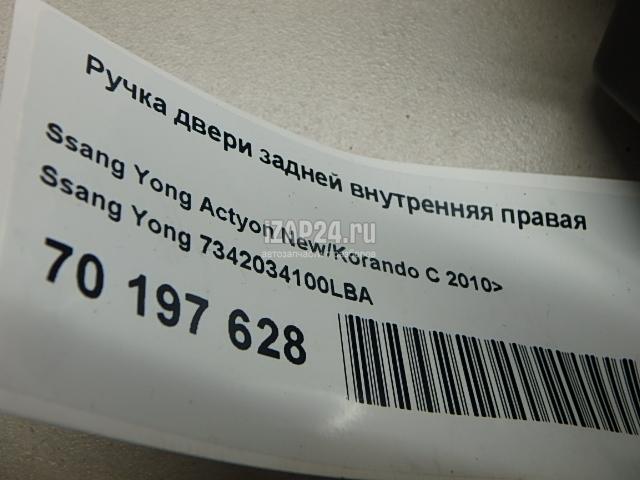 Ручка двери задней внутренняя правая
Ssang Yong Actyon New/Korando C 2010>
Ssang Yong 7342034100LBA
70 197 628
iZAP24.ru